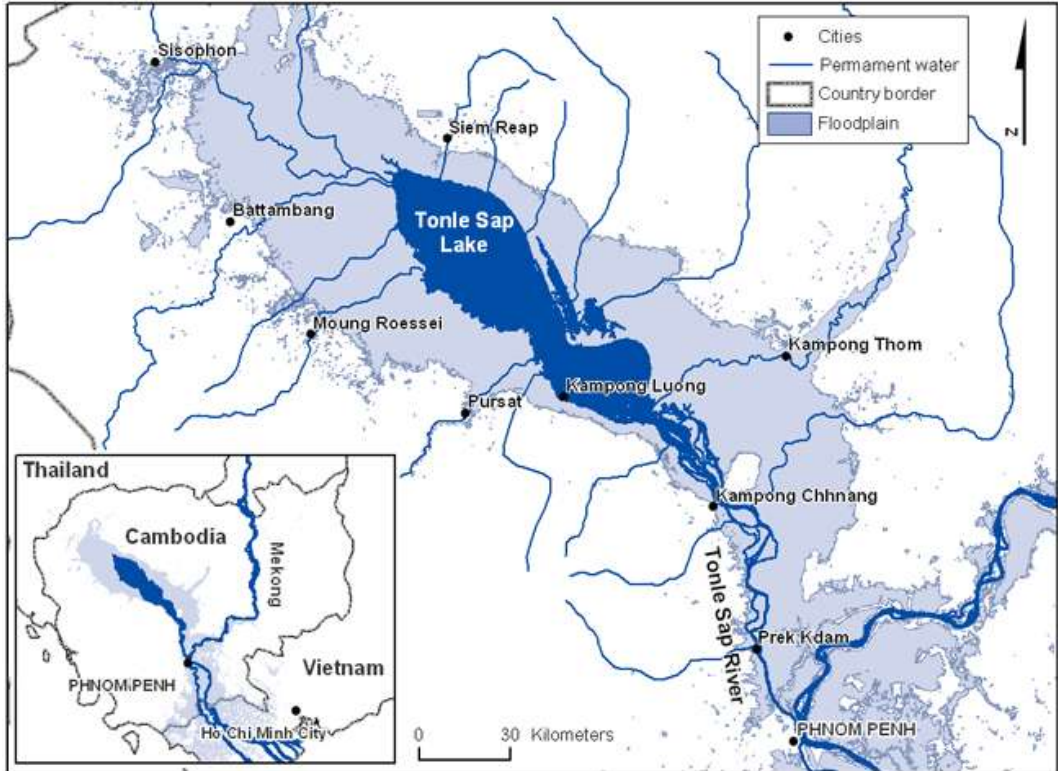 Sisophon
Siem Reap
Battambang
Tonle Sap
Lake
Moung Roessei
Kampong Thom
Kampong Luong
Pursat
Kampong Chhnang
Tonle Sap River
Prek Kdam
PHNOM PENH
Cities
Permament water
Country border
Floodplain
N
Thailand
Cambodia
Mekong
Vietnam
PHNOM PENH
Ho Chi Minh City
0 30 Kilometers